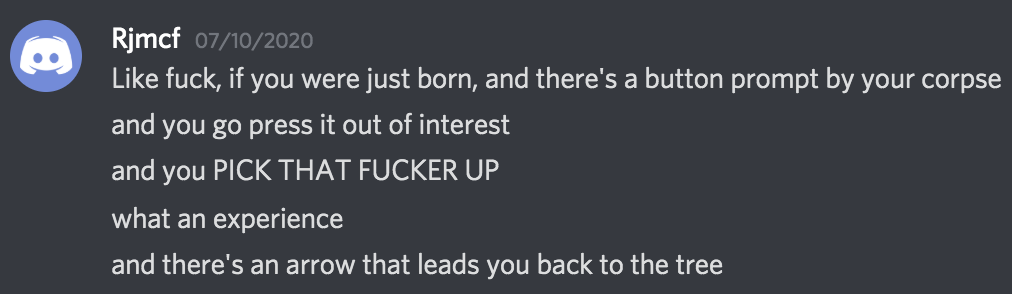 Rjmcf 07/10/2020
Like fuck, if you were just born, and there's a button prompt by your corpse
and you go press it out of interest
and you PICK THAT FUCKER UP
what an experience
and there's an arrow that leads you back to the tree